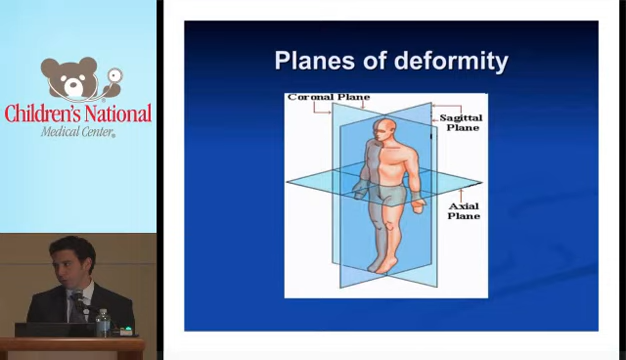 Children's National
Medical Center®
Planes of deformity
Coronal Plane
Sagittal
Plane
Axial
Plane